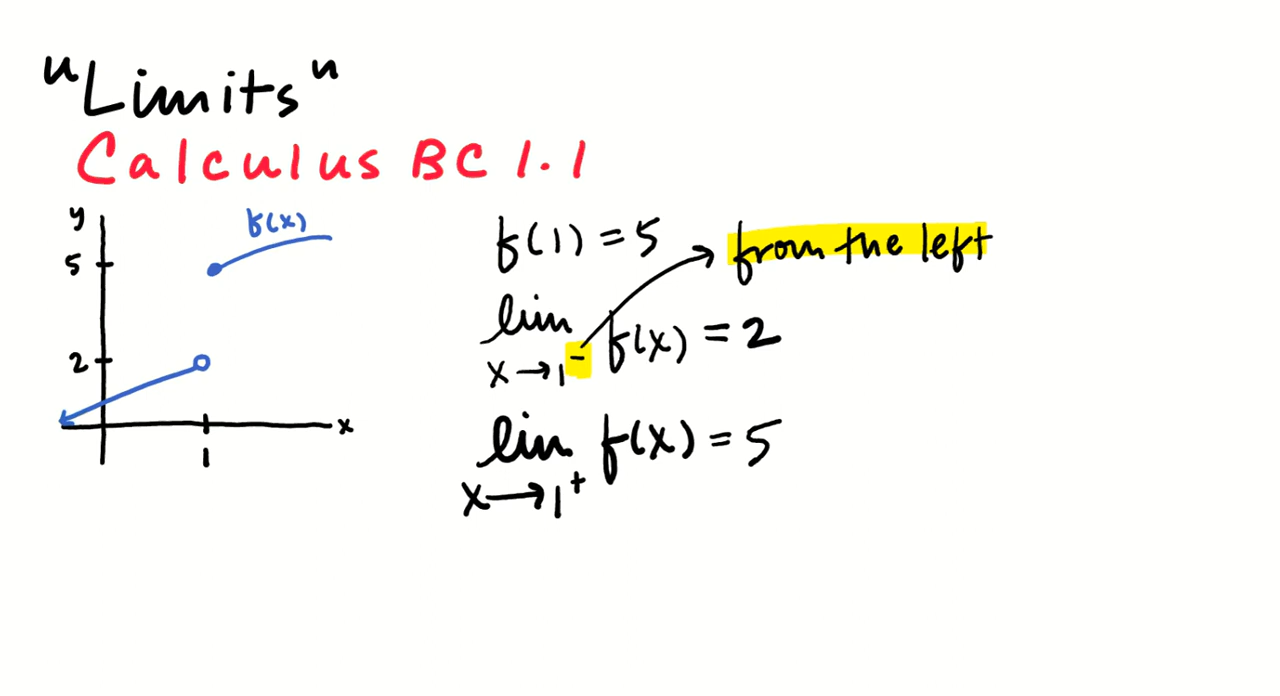 "Limits"
Calculus BC 1.1
y
f(x)
5
2
x
1
f(1) = 5
from the left
lim x→1⁻ f(x) = 2
lim x→1⁺ f(x) = 5